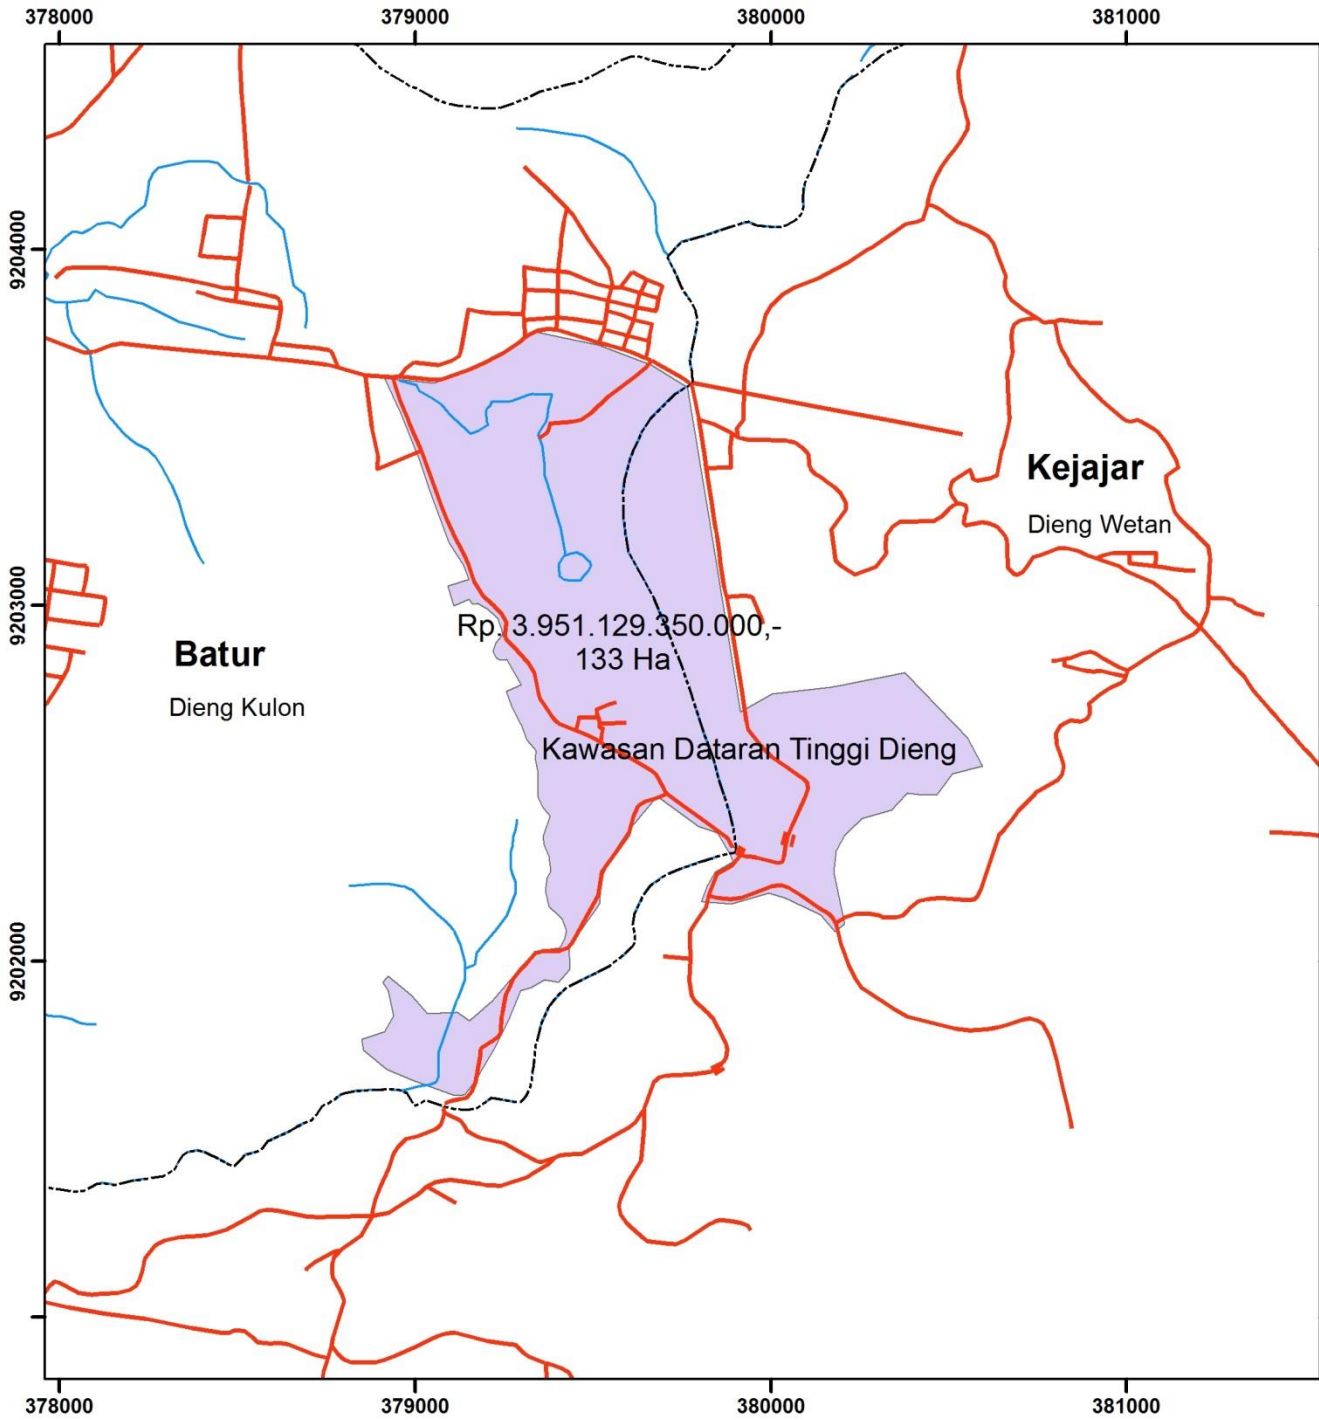 378000 379000 380000 381000
9204000
Kejajar
Dieng Wetan
9203000
Rp. 3.951.129.350.000,-
133 Ha
Batur
Dieng Kulon
Kawasan Dataran Tinggi Dieng
9202000
378000 379000 380000 381000